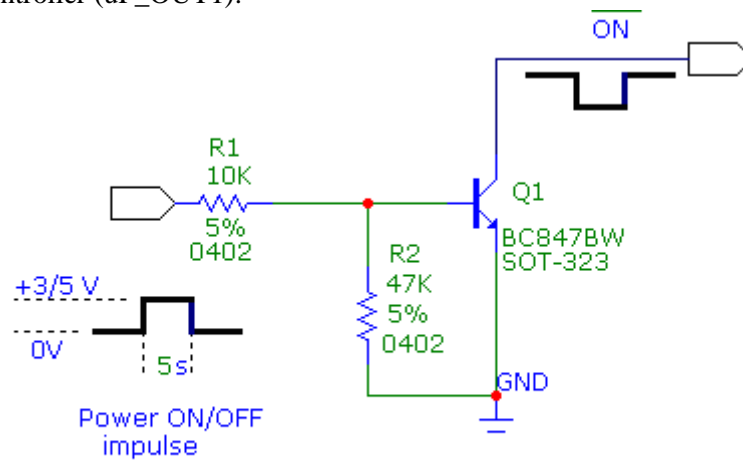 ON
R1
10K
5%
0402
Q1
BC847BW
SOT-323
R2
47K
5%
0402
+3/5 V
0V
5s
GND
Power ON/OFF
impulse